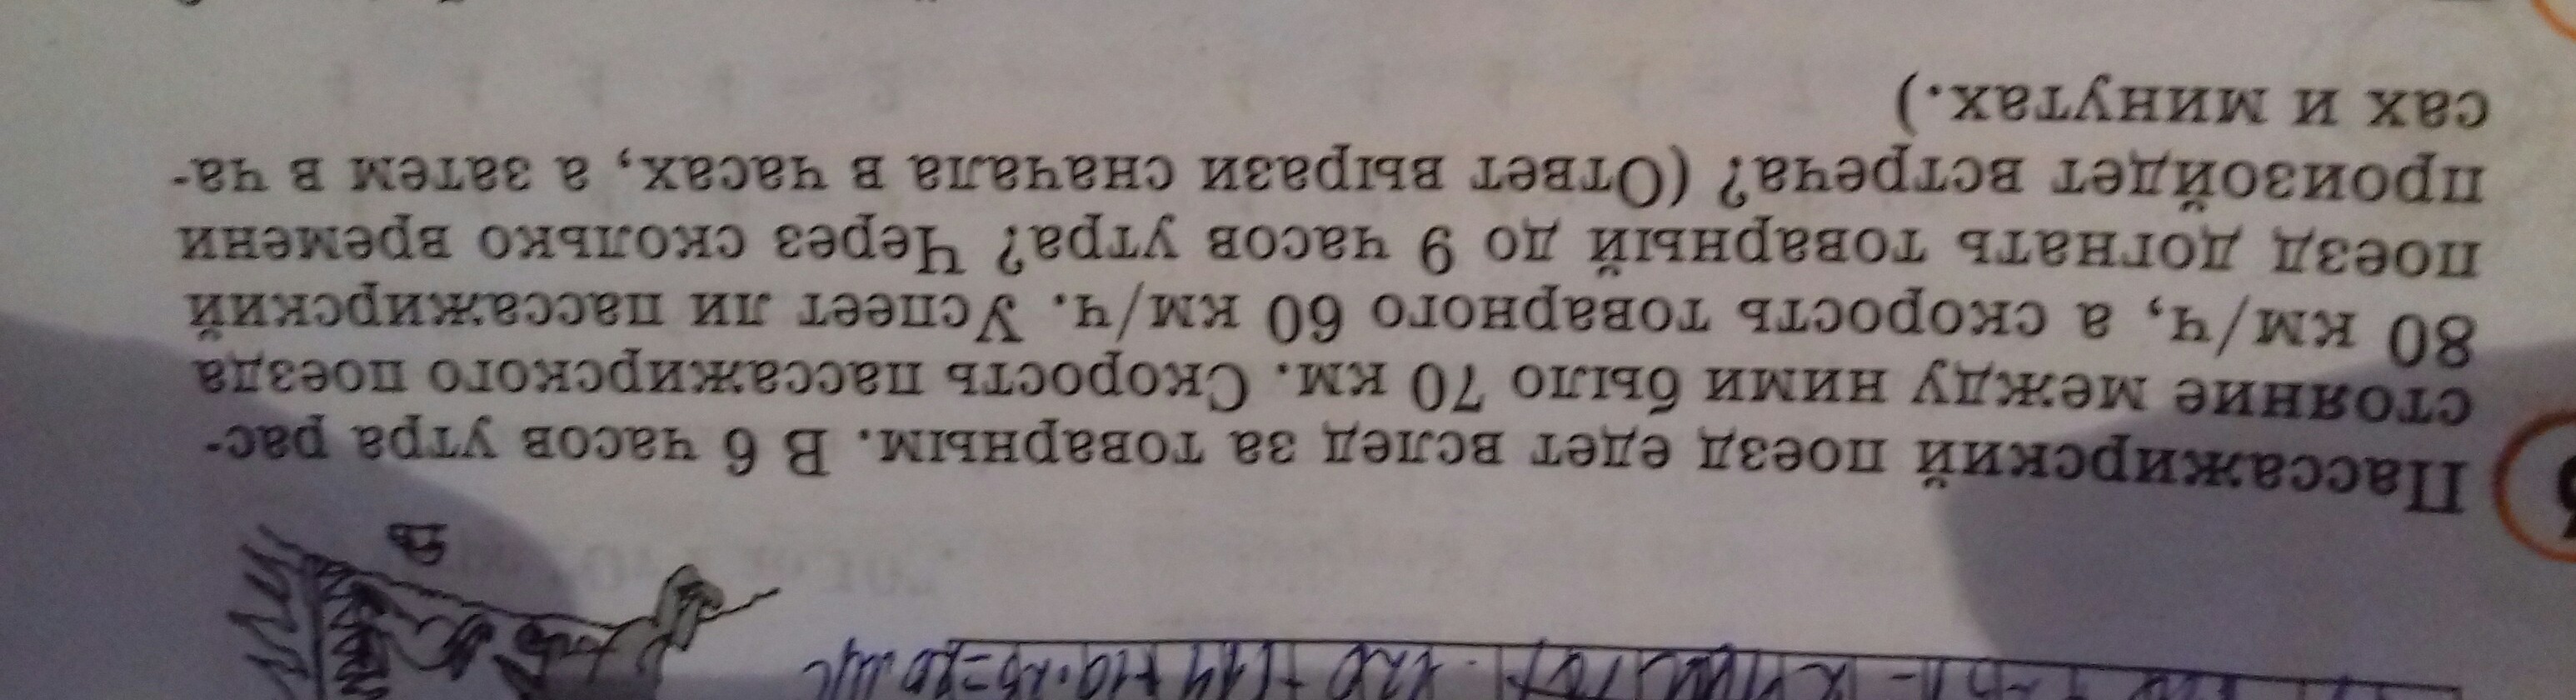 Пассажирский поезд едет вслед за товарным. В 6 часов утра рас-
стояние между ними было 70 км. Скорость пассажирского поезда
80 км/ч, а скорость товарного 60 км/ч. Успеет ли пассажирский
поезд догнать товарный до 9 часов утра? Через сколько времени
произойдет встреча? (Ответ вырази сначала в часах, а затем в ча-
сах и минутах.)